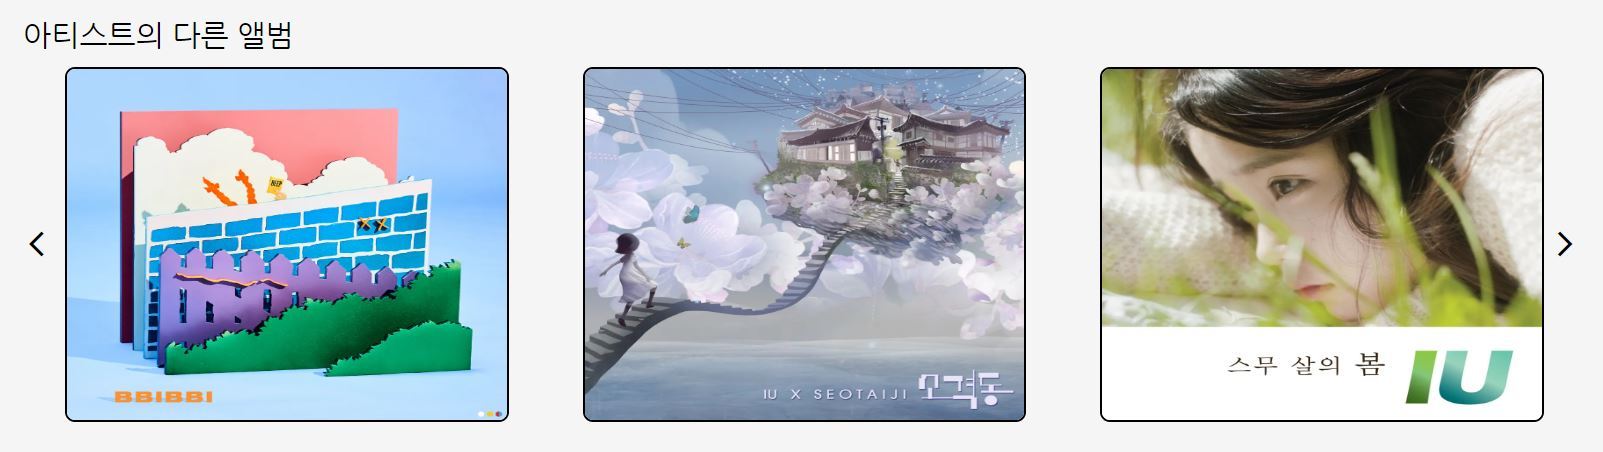 아티스트의 다른 앨범
BEEP
BBIBBI
IU X SEOTAIJI 소격동
스무 살의 봄 IU